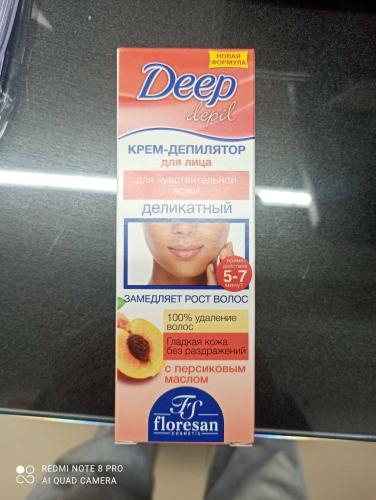 НОВАЯ
ФОРМУЛА
Deep
depil
КРЕМ-ДЕПИЛЯТОР
для лица
для чувствительной
кожи
деликатный
время
действия
5-7
минут
ЗАМЕДЛЯЕТ РОСТ ВОЛОС
100% удаление
волос
Гладкая кожа
без раздражений
с персиковым
маслом
FS
floresan
COSMETIC
REDMI NOTE 8 PRO
AI QUAD CAMERA